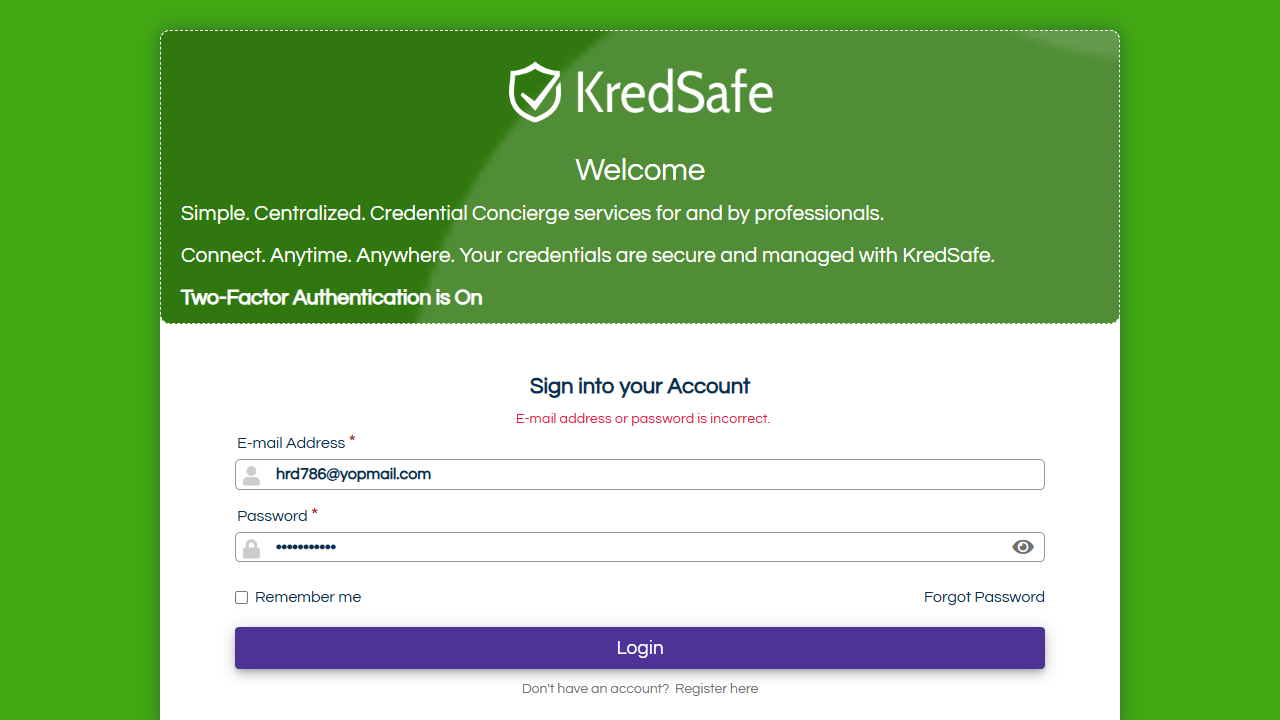 KredSafe
Welcome
Simple. Centralized. Credential Concierge services for and by professionals.
Connect. Anytime. Anywhere. Your credentials are secure and managed with KredSafe.
Two-Factor Authentication is On
Sign into your Account
E-mail address or password is incorrect.
E-mail Address *
hrd786@yopmail.com
Password *
•••••••••••
Remember me Forgot Password
Login
Don't have an account? Register here